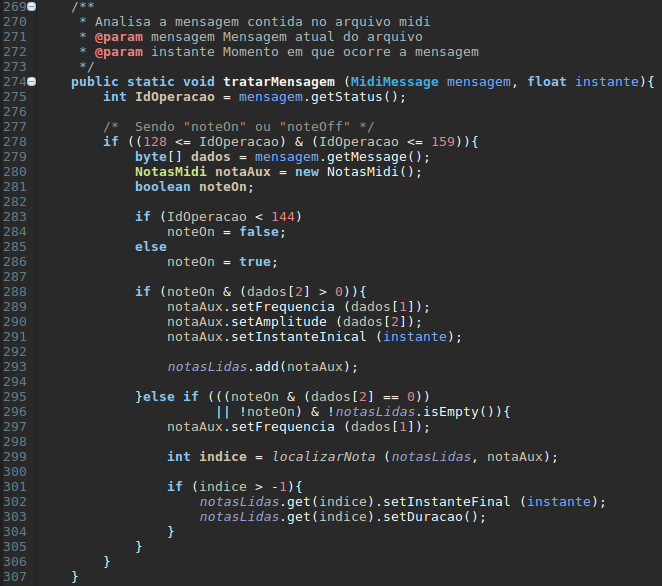 269 /**
270 * Analisa a mensagem contida no arquivo midi
271 * @param mensagem Mensagem atual do arquivo
272 * @param instante Momento em que ocorre a mensagem
273 */
274 public static void tratarMensagem (MidiMessage mensagem, float instante){
275 int IdOperacao = mensagem.getStatus();
276
277 /* Sendo "noteOn" ou "noteOff" */
278 if ((128 <= IdOperacao) & (IdOperacao <= 159)){
279 byte[] dados = mensagem.getMessage();
280 NotasMidi notaAux = new NotasMidi();
281 boolean noteOn;
282
283 if (IdOperacao < 144)
284 noteOn = false;
285 else
286 noteOn = true;
287
288 if (noteOn & (dados[2] > 0)){
289 notaAux.setFrequencia (dados[1]);
290 notaAux.setAmplitude (dados[2]);
291 notaAux.setInstanteInical (instante);
292
293 notasLidas.add(notaAux);
294
295 }else if (((noteOn & (dados[2] == 0))
296 || !noteOn) & !notasLidas.isEmpty()){
297 notaAux.setFrequencia (dados[1]);
298
299 int indice = localizarNota (notasLidas, notaAux);
300
301 if (indice > -1){
302 notasLidas.get(indice).setInstanteFinal (instante);
303 notasLidas.get(indice).setDuracao();
304 }
305 }
306 }
307 }